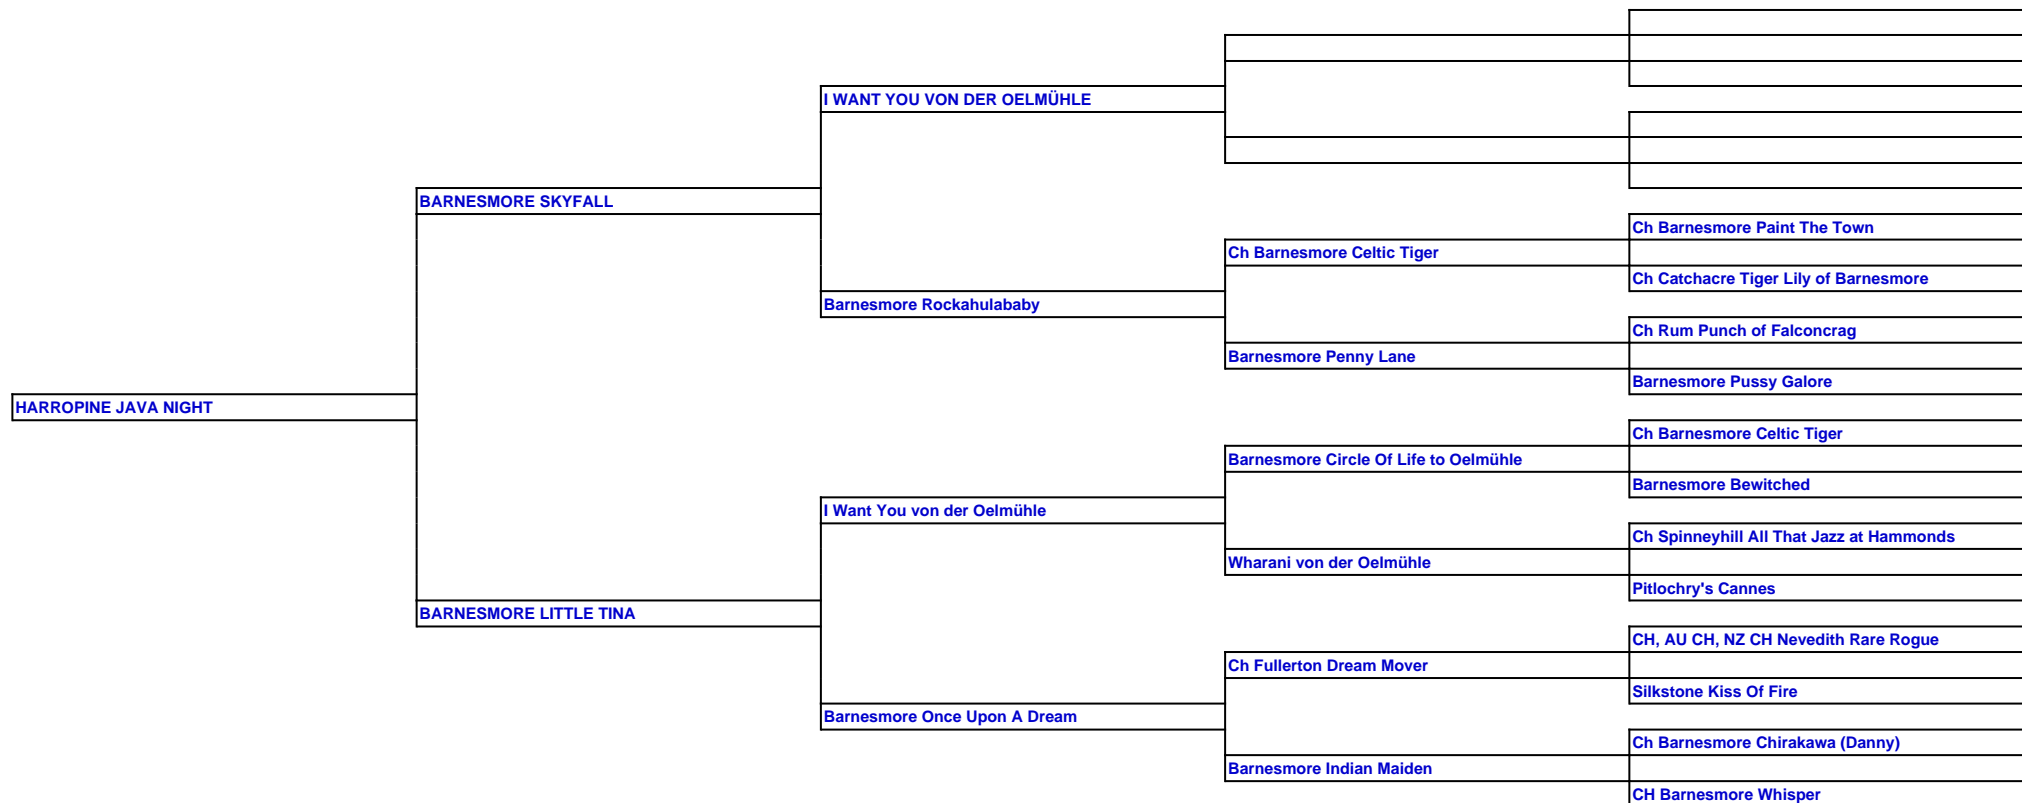 I WANT YOU VON DER OELMÜHLE
BARNESMORE SKYFALL
Ch Barnesmore Paint The Town
Ch Barnesmore Celtic Tiger
Ch Catchacre Tiger Lily of Barnesmore
Barnesmore Rockahulababy
Ch Rum Punch of Falconcrag
Barnesmore Penny Lane
Barnesmore Pussy Galore
HARROPINE JAVA NIGHT
Ch Barnesmore Celtic Tiger
Barnesmore Circle Of Life to Oelmühle
Barnesmore Bewitched
I Want You von der Oelmühle
Ch Spinneyhill All That Jazz at Hammonds
Wharani von der Oelmühle
Pitlochry's Cannes
BARNESMORE LITTLE TINA
CH, AU CH, NZ CH Nevedith Rare Rogue
Ch Fullerton Dream Mover
Silkstone Kiss Of Fire
Barnesmore Once Upon A Dream
Ch Barnesmore Chirakawa (Danny)
Barnesmore Indian Maiden
CH Barnesmore Whisper